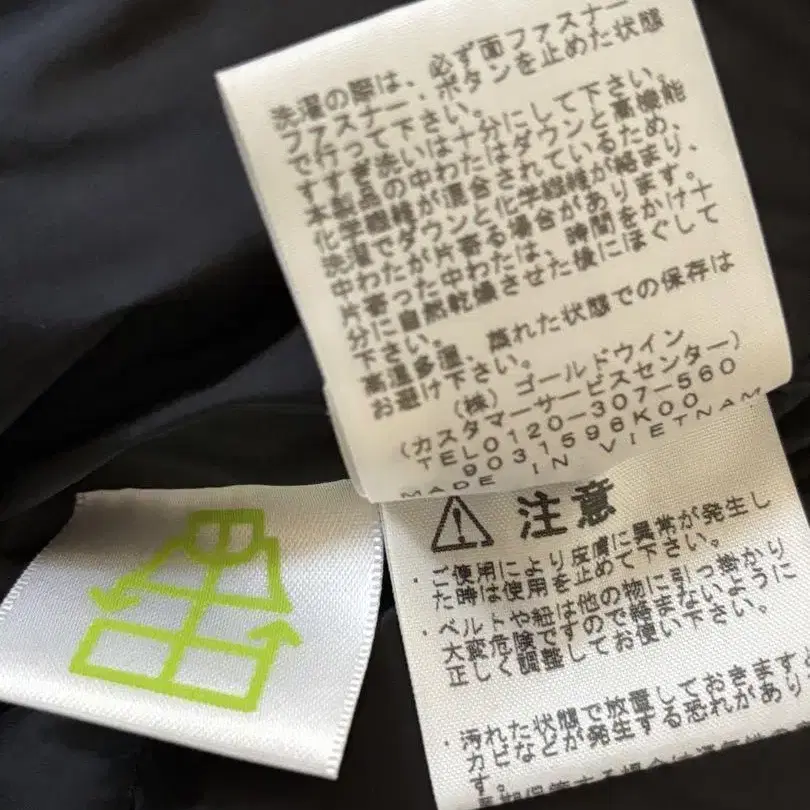 洗濯の際は、必ず面ファスナー
ファスナー、ボタンを止めた状態
で行って下さい。
すすぎ洗いは十分にして下さい。
本製品の中わたはダウンと高機能
化学繊維が混合されているため、
洗濯でダウンと化学繊維が絡まり、
中わたが片寄る場合があります。
片寄った中わたは、時間をかけ十
分に自然乾燥させた後にほぐして
下さい。
高温多湿、蒸れた状態での保存は
お避け下さい。
(株)ゴールドウイン
(カスタマーサービスセンター)
TEL0120-307-560
9031596K00
MADE IN VIETNAM
注意
・ご使用により皮膚に異常が発生し
た時は使用を止めて下さい。
・ベルトや紐は他の物に引っ掛かり
大変危険ですので絡まないように
正しく調整してお使い下さい。
・汚れた状態で放置しておきますと
カビなどが発生する恐れがあり
す。
長期保管する場合は通気性の